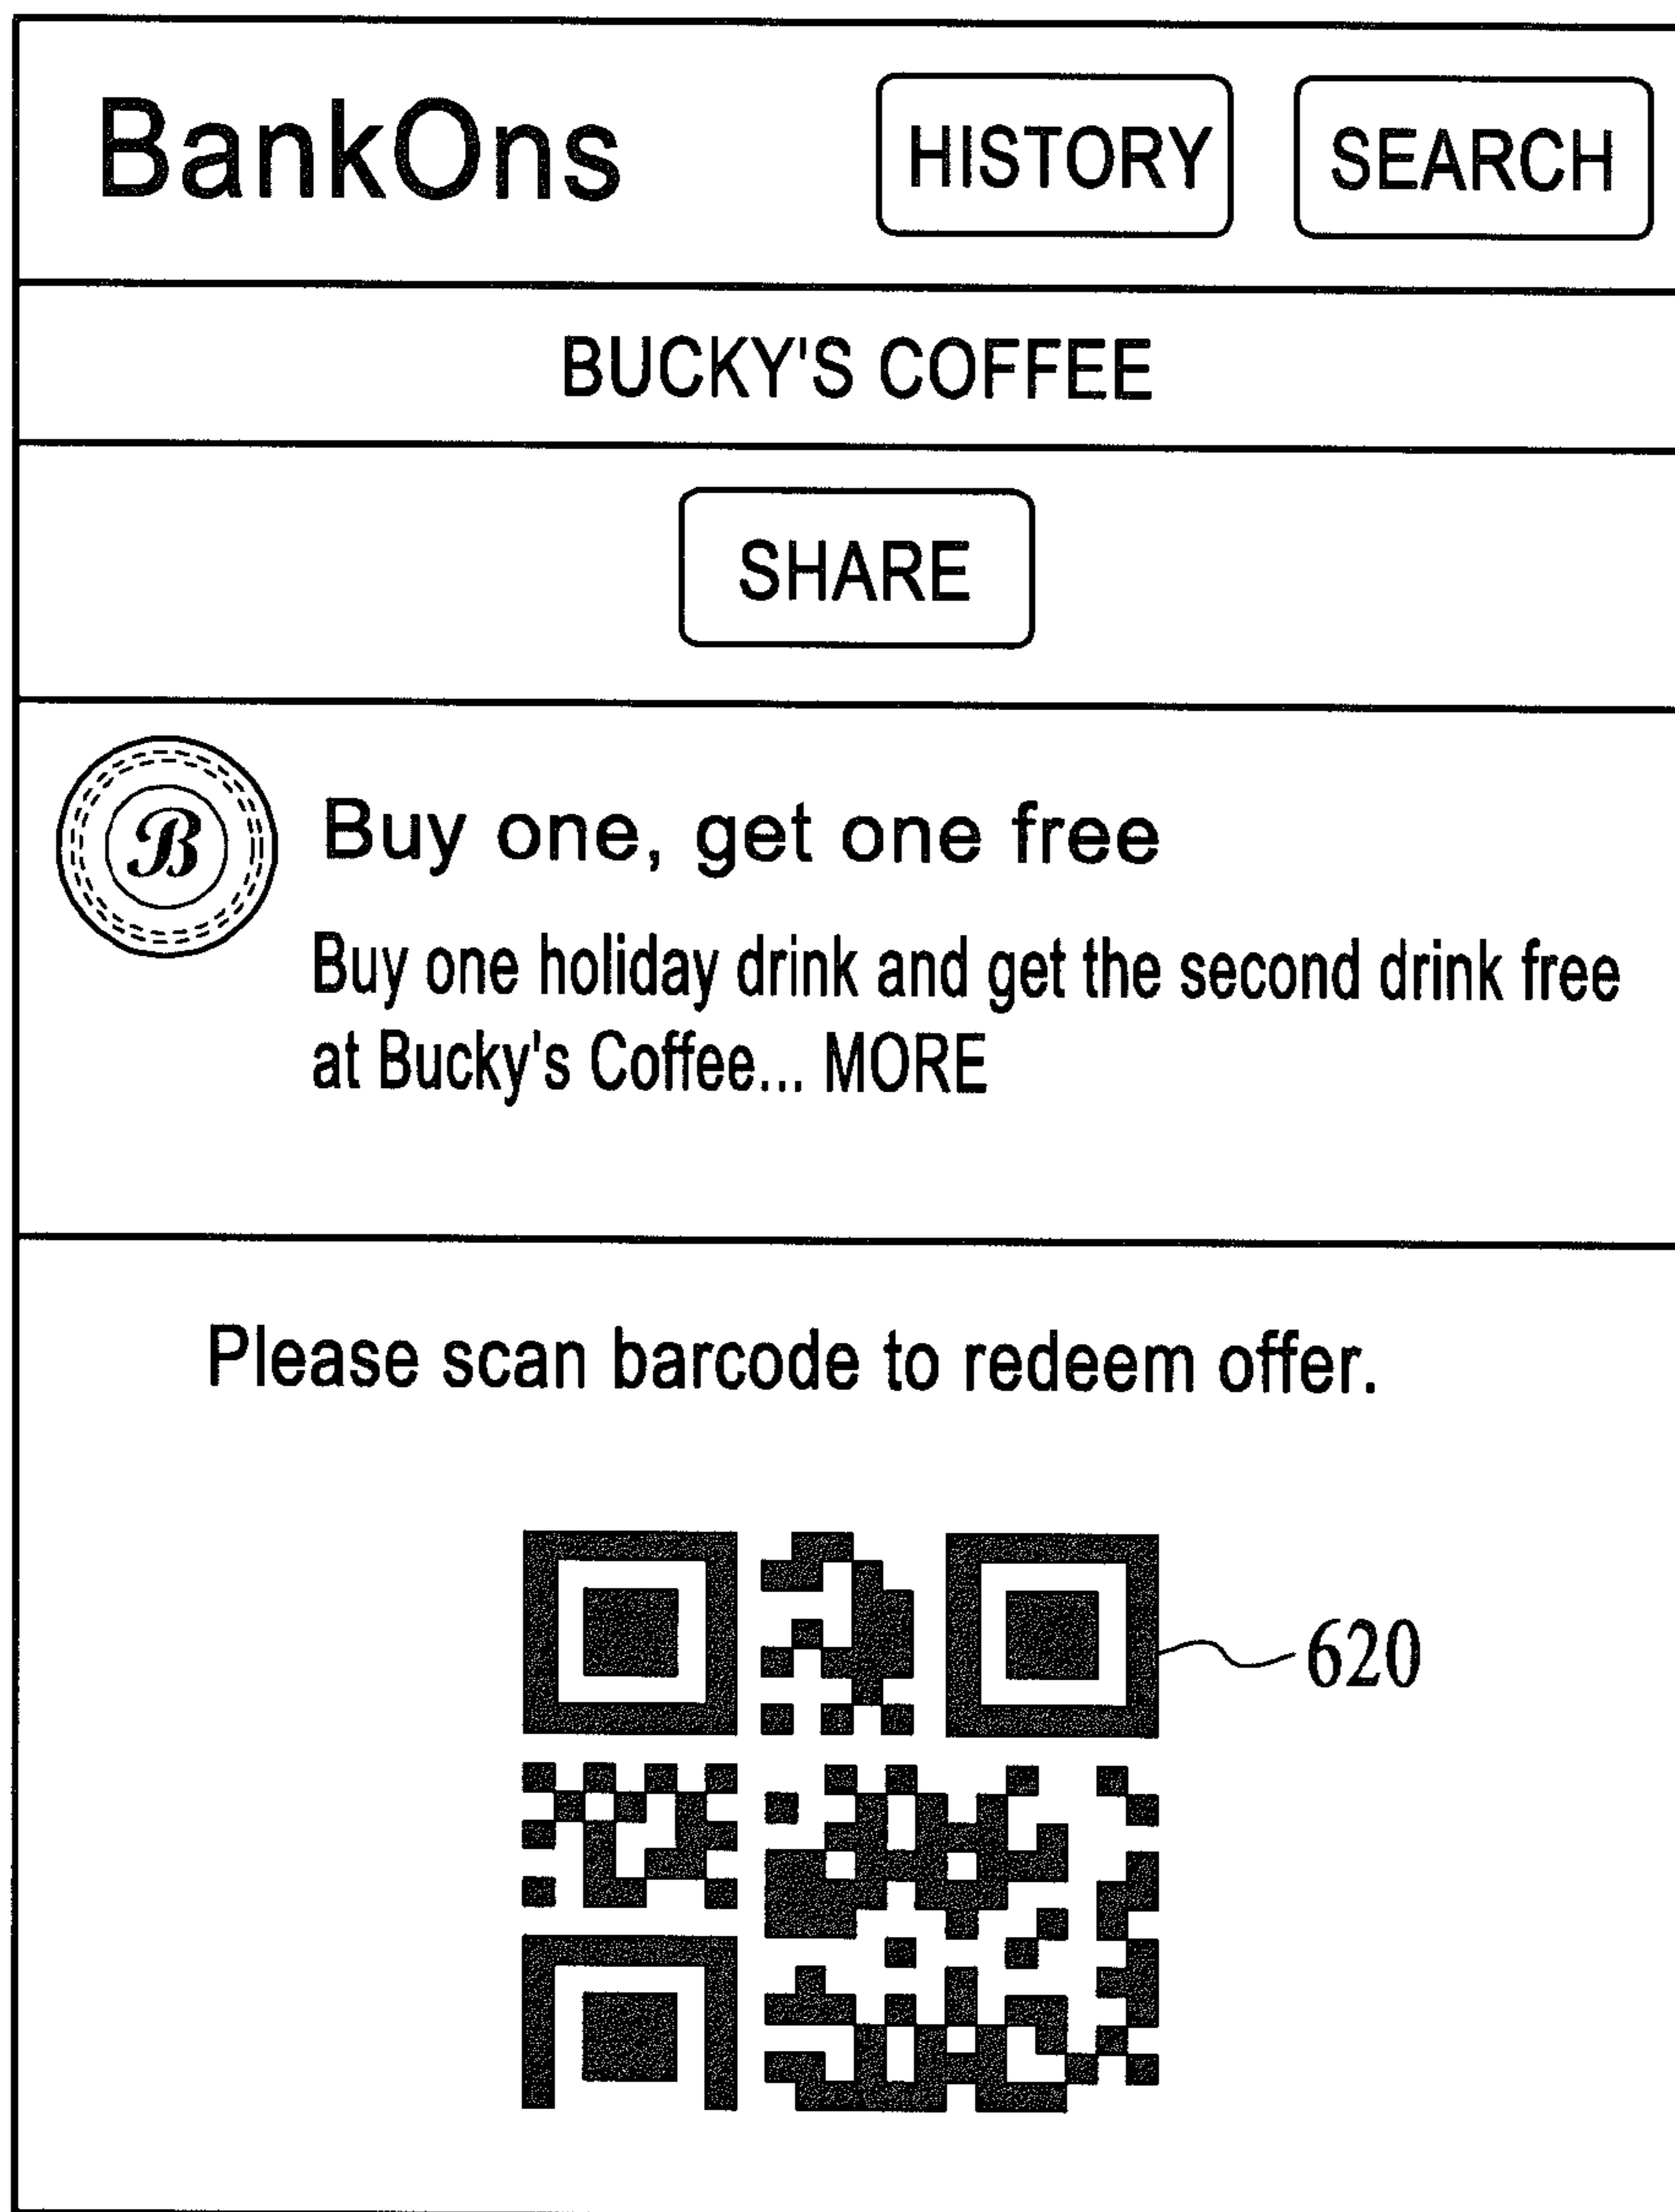 BankOns
HISTORY
SEARCH
BUCKY'S COFFEE
SHARE
B
Buy one, get one free
Buy one holiday drink and get the second drink free
at Bucky's Coffee... MORE
Please scan barcode to redeem offer.
620